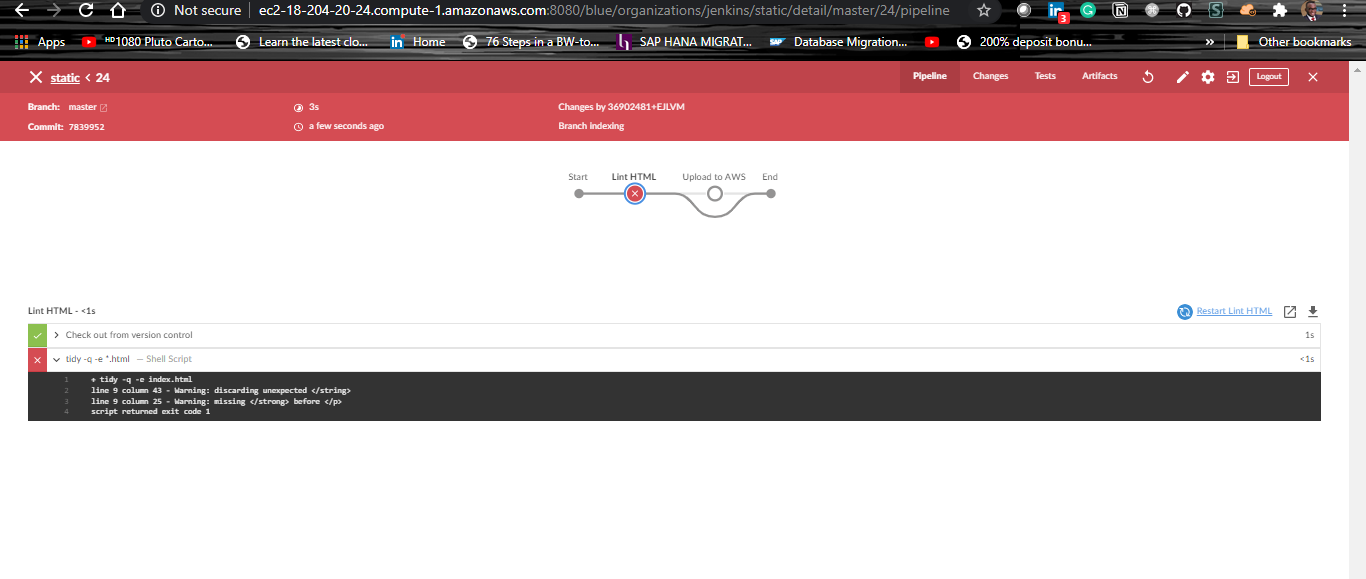 Not secure | ec2-18-204-20-24.compute-1.amazonaws.com:8080/blue/organizations/jenkins/static/detail/master/24/pipeline
3
Apps HD1080 Pluto Carto... Learn the latest clo... in Home 76 Steps in a BW-to... SAP HANA MIGRAT... SAP Database Migration... 200% deposit bonu... » Other bookmarks
static < 24 Pipeline Changes Tests Artifacts Logout
Branch: master 3s Changes by 36902481+EJLVM
Commit: 7839952 a few seconds ago Branch indexing
Start Lint HTML Upload to AWS End
Lint HTML - <1s Restart Lint HTML
Check out from version control 1s
tidy -q -e *.html -- Shell Script <1s
1 + tidy -q -e index.html
2 line 9 column 43 - Warning: discarding unexpected </string>
3 line 9 column 25 - Warning: missing </strong> before </p>
4 script returned exit code 1